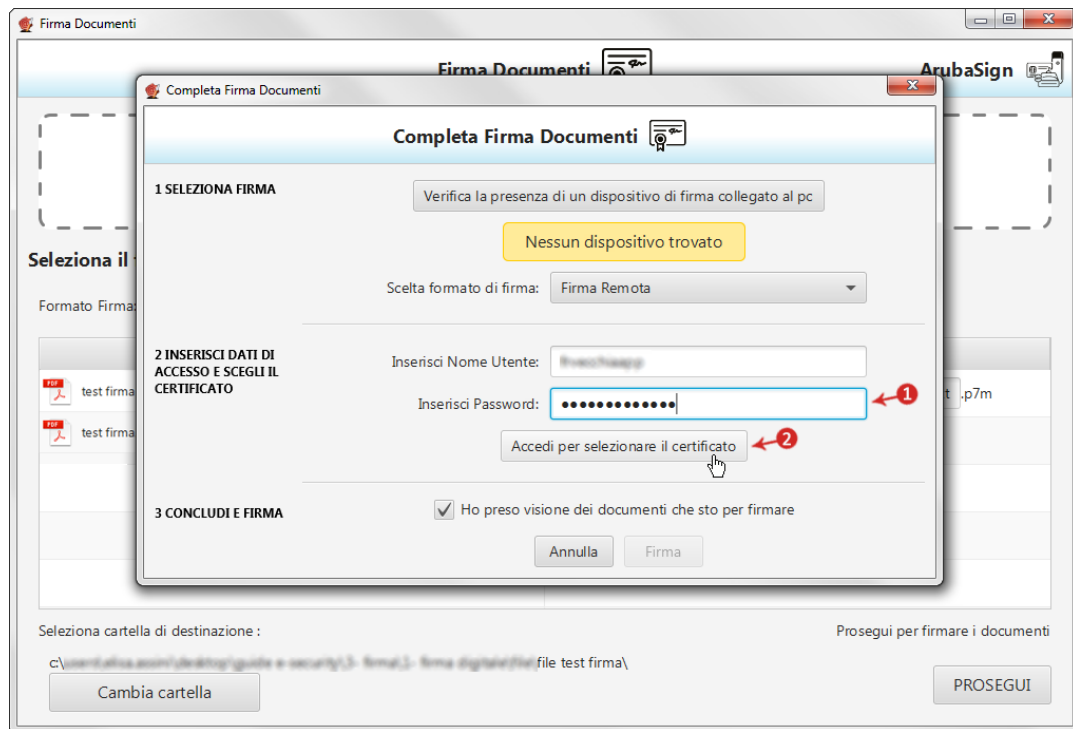 Firma Documenti
Firma Documenti
ArubaSign
Completa Firma Documenti
Completa Firma Documenti
1 SELEZIONA FIRMA
Verifica la presenza di un dispositivo di firma collegato al pc
Nessun dispositivo trovato
Scelta formato di firma: Firma Remota
2 INSERISCI DATI DI
ACCESSO E SCEGLI IL
CERTIFICATO
Inserisci Nome Utente:
Inserisci Password: •••••••••••••
1
Accedi per selezionare il certificato
2
3 CONCLUDI E FIRMA
Ho preso visione dei documenti che sto per firmare
Annulla Firma
Seleziona il
Formato Firma:
PDF test firma
t .p7m
PDF test firma
Seleziona cartella di destinazione :
Prosegui per firmare i documenti
c:\ file test firma\
Cambia cartella
PROSEGUI